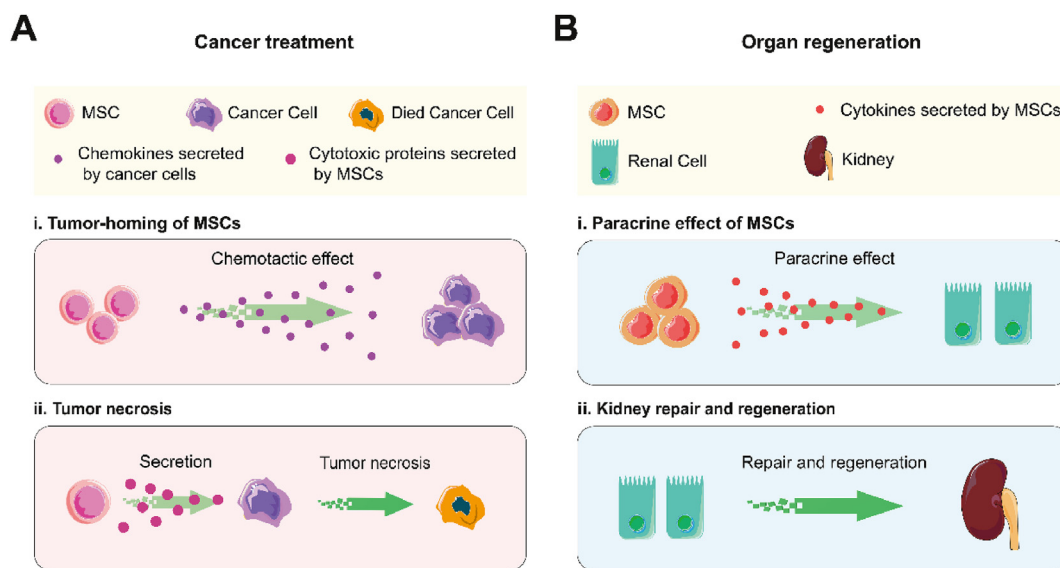 A
Cancer treatment
MSC
Cancer Cell
Died Cancer Cell
Chemokines secreted
by cancer cells
Cytotoxic proteins secreted
by MSCs
i. Tumor-homing of MSCs
Chemotactic effect
ii. Tumor necrosis
Secretion
Tumor necrosis
B
Organ regeneration
MSC
Cytokines secreted by MSCs
Renal Cell
Kidney
i. Paracrine effect of MSCs
Paracrine effect
ii. Kidney repair and regeneration
Repair and regeneration